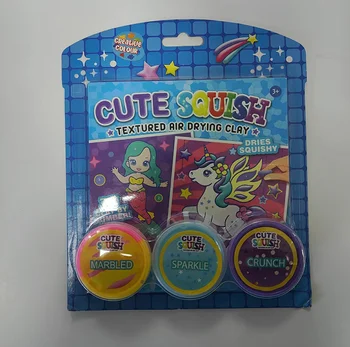 CREATIVE
COLOUR
CUTE SQUISH
3+
TEXTURED AIR DRYING CLAY
DRIES
SQUISHY
CUTE
SQUISH
MARBLED
CUTE
SQUISH
SPARKLE
CUTE
SQUISH
CRUNCH